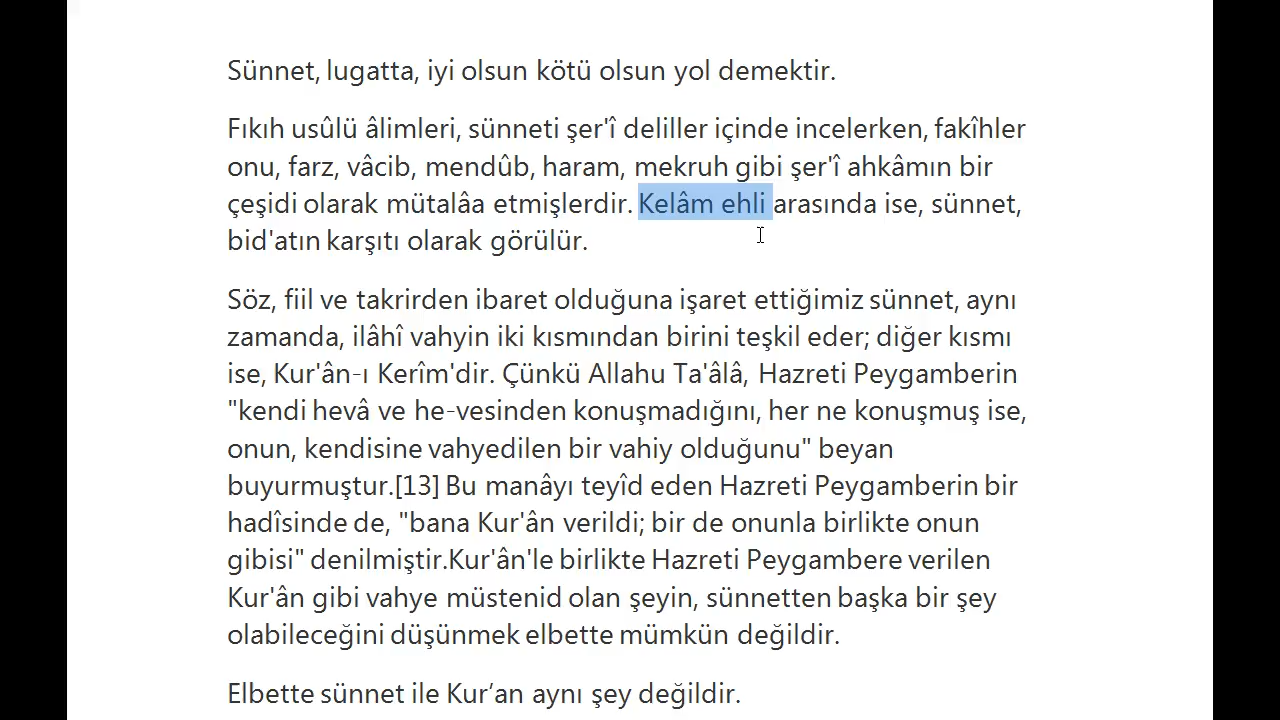 Sünnet, lugatta, iyi olsun kötü olsun yol demektir.
Fıkıh usûlü âlimleri, sünneti şer'î deliller içinde incelerken, fakîhler
onu, farz, vâcib, mendûb, haram, mekruh gibi şer'î ahkâmın bir
çeşidi olarak mütalâa etmişlerdir. Kelâm ehli arasında ise, sünnet,
bid'atın karşıtı olarak görülür.
Söz, fiil ve takrirden ibaret olduğuna işaret ettiğimiz sünnet, aynı
zamanda, ilâhî vahyin iki kısmından birini teşkil eder; diğer kısmı
ise, Kur'ân-ı Kerîm'dir. Çünkü Allahu Ta'âlâ, Hazreti Peygamberin
"kendi hevâ ve he-vesinden konuşmadığını, her ne konuşmuş ise,
onun, kendisine vahyedilen bir vahiy olduğunu" beyan
buyurmuştur.[13] Bu manâyı teyîd eden Hazreti Peygamberin bir
hadîsinde de, "bana Kur'ân verildi; bir de onunla birlikte onun
gibisi" denilmiştir.Kur'ân'le birlikte Hazreti Peygambere verilen
Kur'ân gibi vahye müstenid olan şeyin, sünnetten başka bir şey
olabileceğini düşünmek elbette mümkün değildir.
Elbette sünnet ile Kur’an aynı şey değildir.